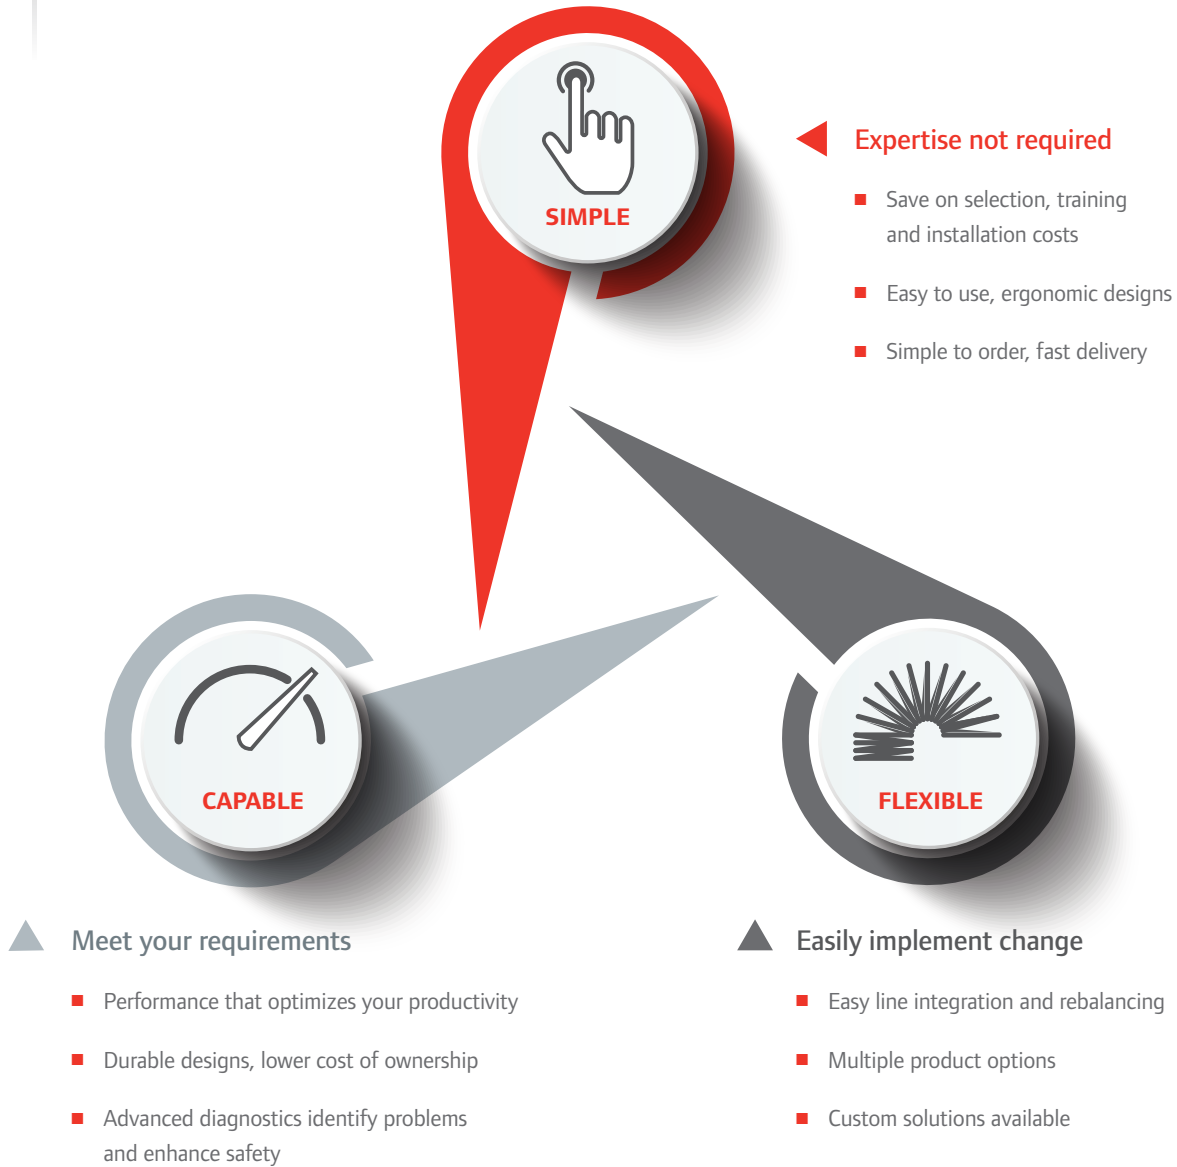 SIMPLE
Expertise not required
■ Save on selection, training
and installation costs
■ Easy to use, ergonomic designs
■ Simple to order, fast delivery
CAPABLE
Meet your requirements
■ Performance that optimizes your productivity
■ Durable designs, lower cost of ownership
■ Advanced diagnostics identify problems
and enhance safety
FLEXIBLE
Easily implement change
■ Easy line integration and rebalancing
■ Multiple product options
■ Custom solutions available